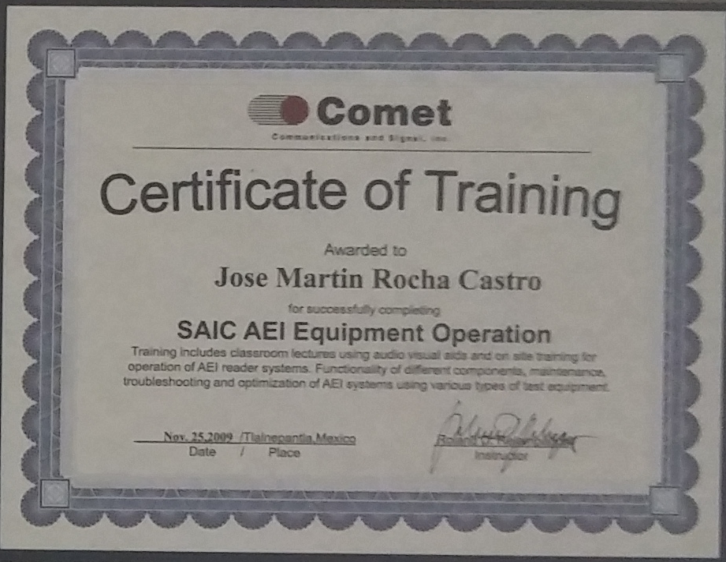 Comet
Communications and Signal, Inc.
Certificate of Training
Awarded to
Jose Martin Rocha Castro
for successfully completing
SAIC AEI Equipment Operation
Training includes classroom lectures using audio visual aids and on site training for
operation of AEI reader systems. Functionality of different components, maintenance,
troubleshooting and optimization of AEI systems using various types of test equipment.
Nov. 25,2009 /Tlalnepantla,Mexico
Date / Place
Instructor